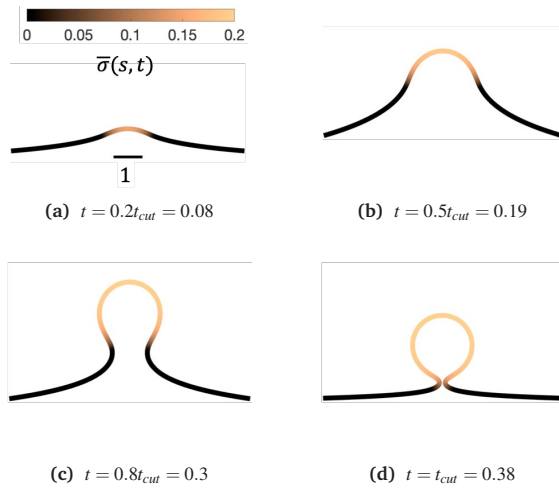 0 0.05 0.1 0.15 0.2
σ̅(s, t)
1
(a) t = 0.2t_cut = 0.08
(b) t = 0.5t_cut = 0.19
(c) t = 0.8t_cut = 0.3
(d) t = t_cut = 0.38